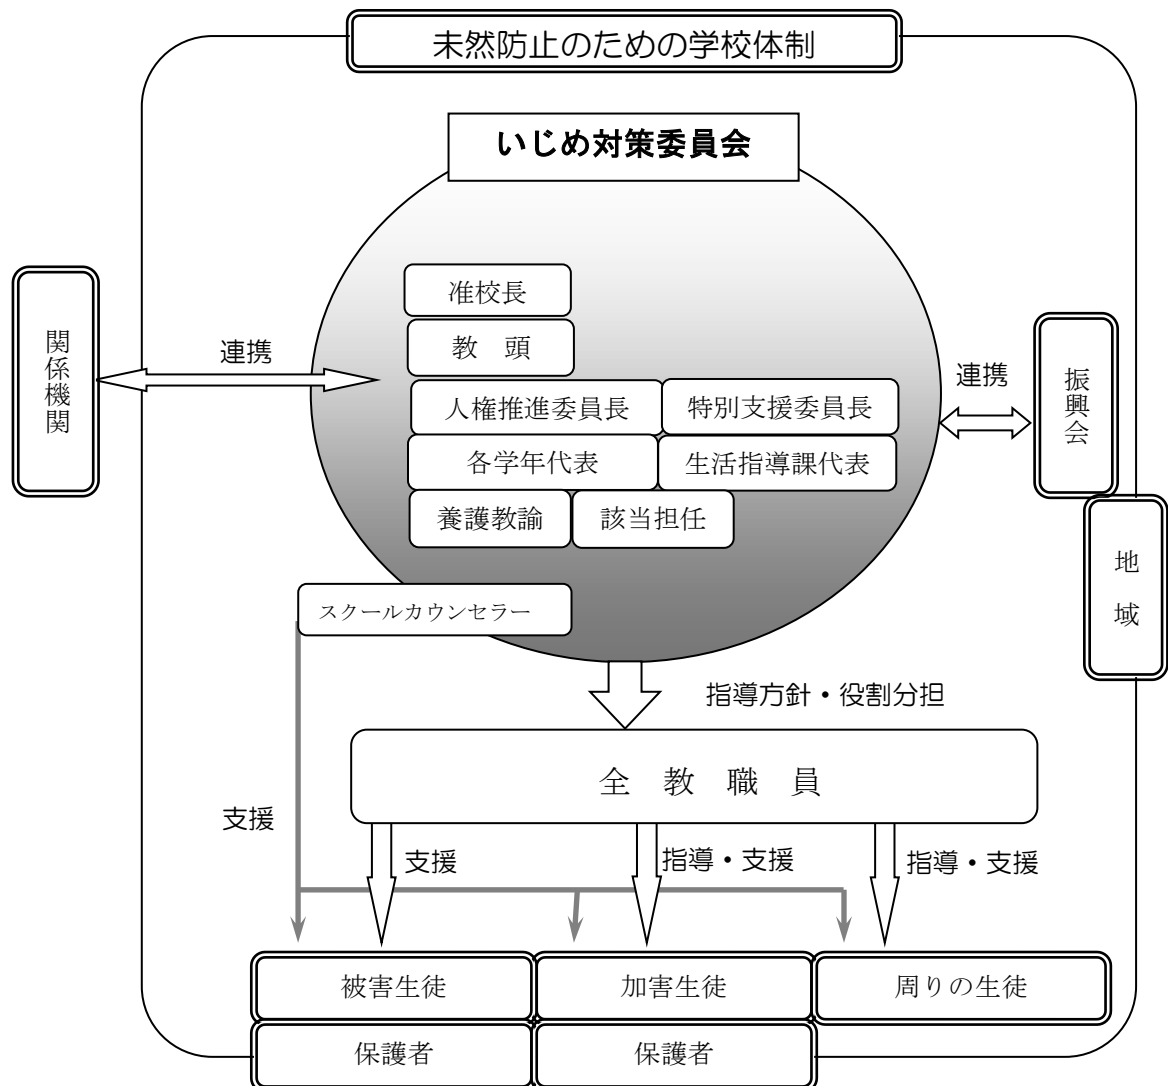 未然防止のための学校体制
いじめ対策委員会
准校長
教　頭
人権推進委員長
特別支援委員長
各学年代表
生活指導課代表
養護教諭
該当担任
スクールカウンセラー
関係機関
連携
連携
振興会
地　域
指導方針・役割分担
全　教　職　員
支援
支援
指導・支援
指導・支援
被害生徒
加害生徒
周りの生徒
保護者
保護者